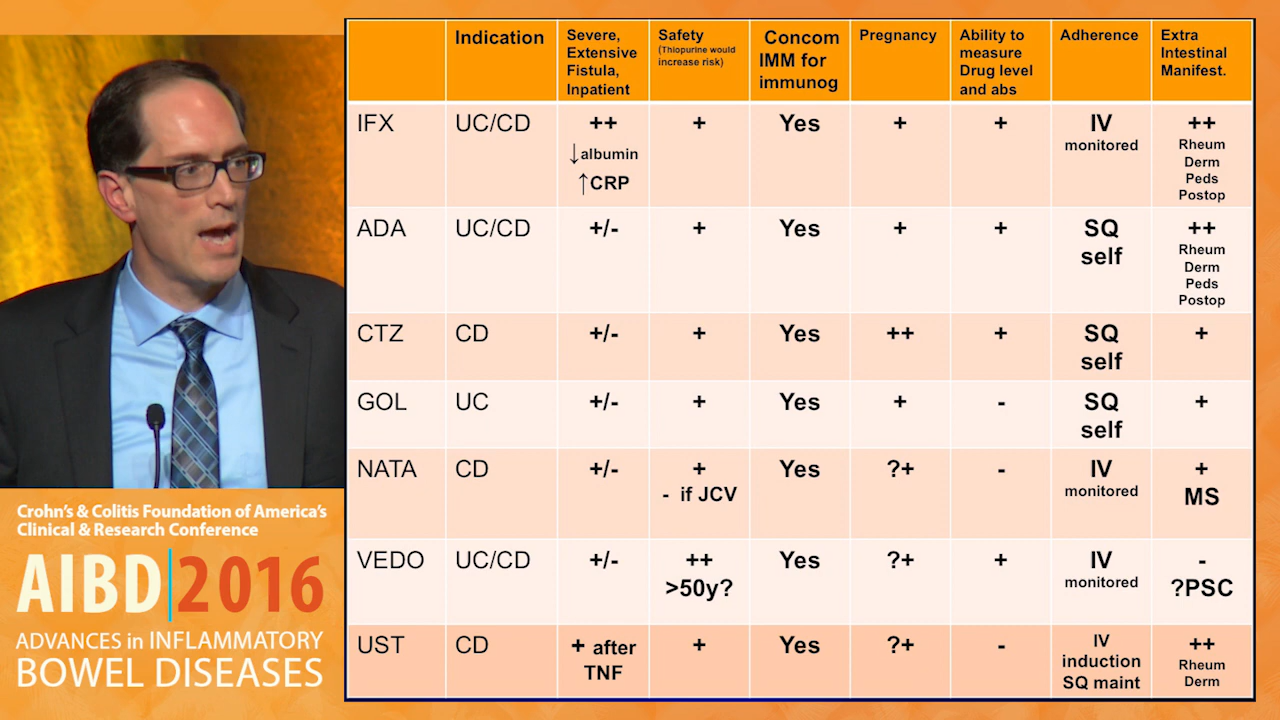 Indication
Severe,
Extensive
Fistula,
Inpatient
Safety
(Thiopurine would
increase risk)
Concom
IMM for
immunog
Pregnancy
Ability to
measure
Drug level
and abs
Adherence
Extra
Intestinal
Manifest.
IFX
UC/CD
++
↓albumin
↑CRP
+
Yes
+
+
IV
monitored
++
Rheum
Derm
Peds
Postop
ADA
UC/CD
+/-
+
Yes
+
+
SQ
self
++
Rheum
Derm
Peds
Postop
CTZ
CD
+/-
+
Yes
++
+
SQ
self
+
GOL
UC
+/-
+
Yes
+
-
SQ
self
+
NATA
CD
+/-
+
- if JCV
Yes
?+
-
IV
monitored
+
MS
VEDO
UC/CD
+/-
++
>50y?
Yes
?+
+
IV
monitored
-
?PSC
UST
CD
+ after
TNF
+
Yes
?+
-
IV
induction
SQ maint
++
Rheum
Derm
Crohn's & Colitis Foundation of America's
Clinical & Research Conference
AIBD|2016
ADVANCES in INFLAMMATORY
BOWEL DISEASES